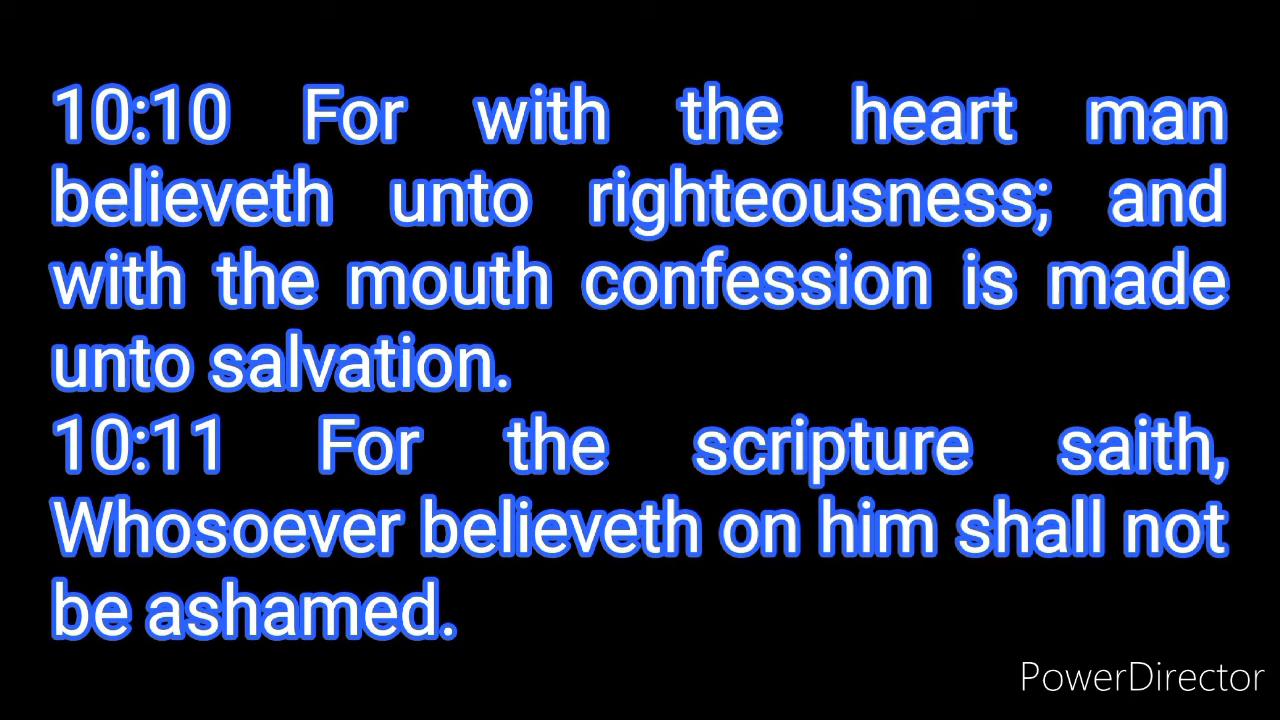 10:10 For with the heart man
believeth unto righteousness; and
with the mouth confession is made
unto salvation.
10:11 For the scripture saith,
Whosoever believeth on him shall not
be ashamed.
PowerDirector